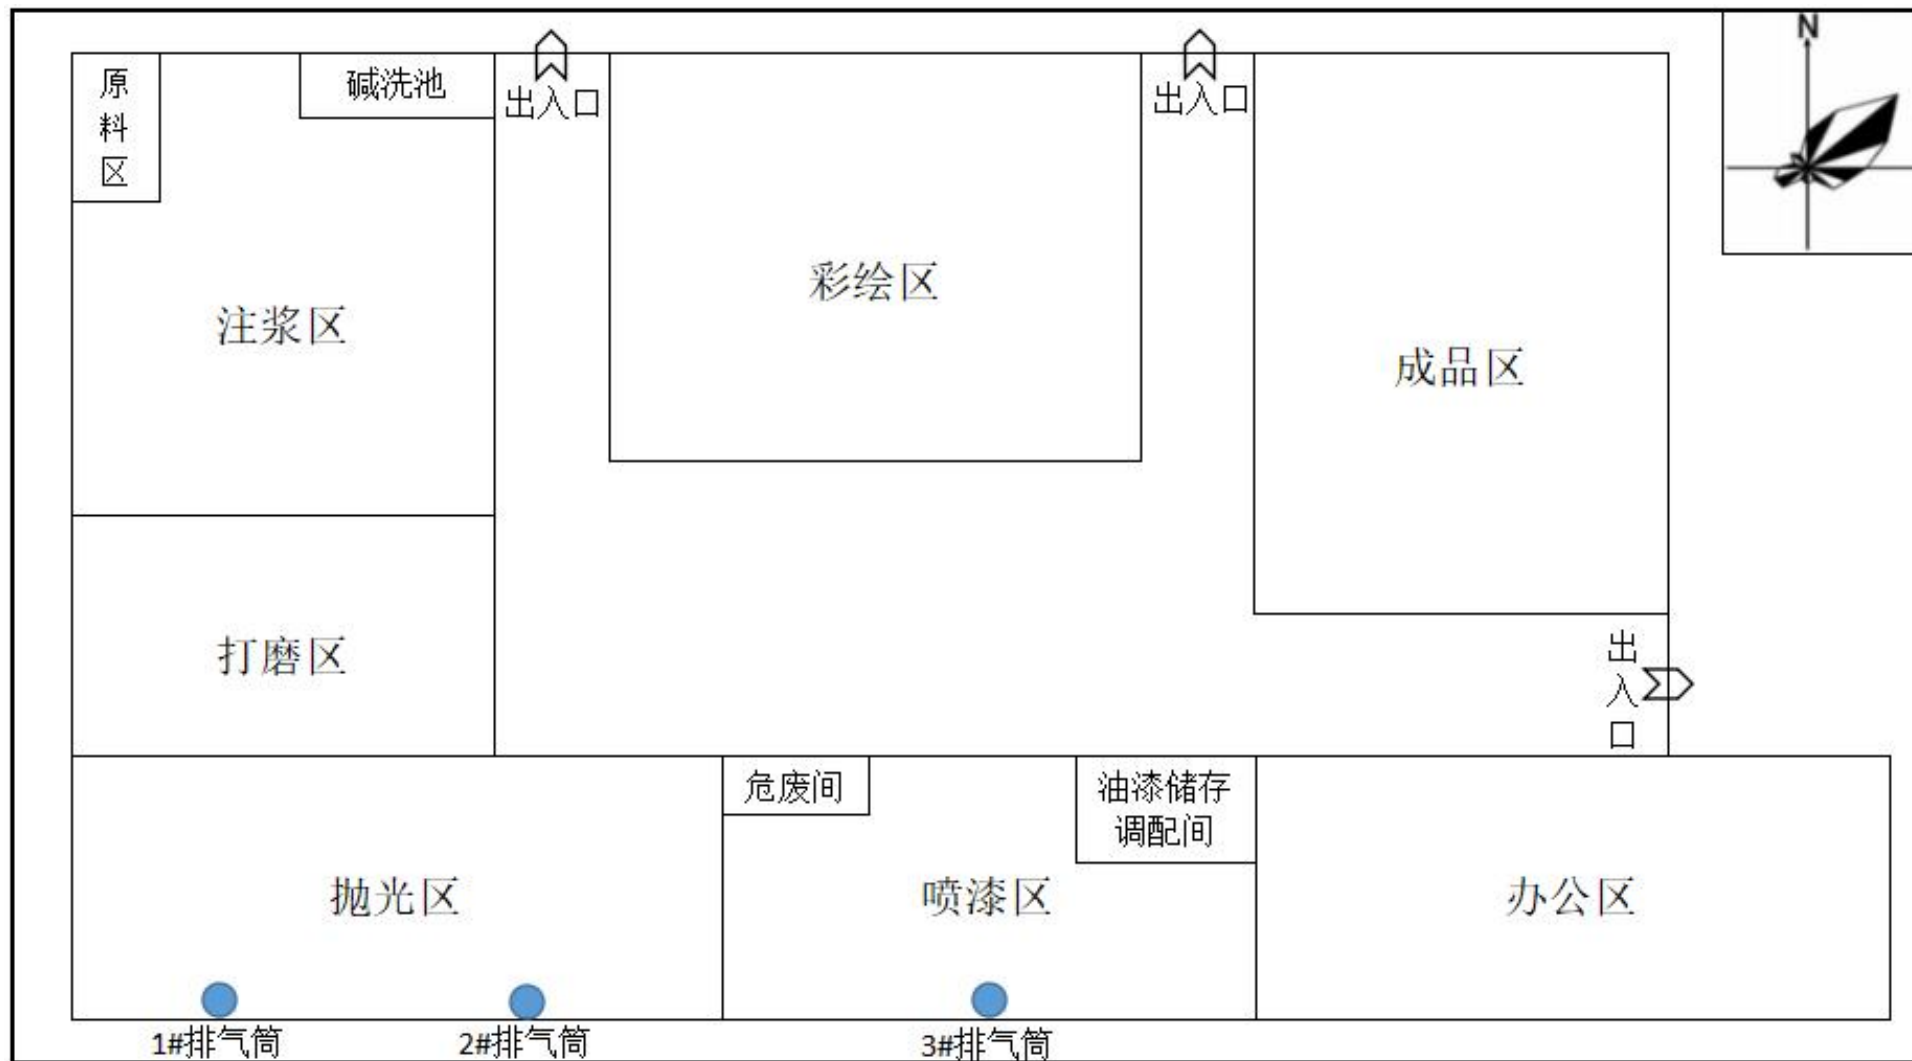 N
原
料
区
碱洗池
出入口
出入口
彩绘区
注浆区
成品区
打磨区
出
入
口
危废间
油漆储存
调配间
抛光区
喷漆区
办公区
1#排气筒
2#排气筒
3#排气筒